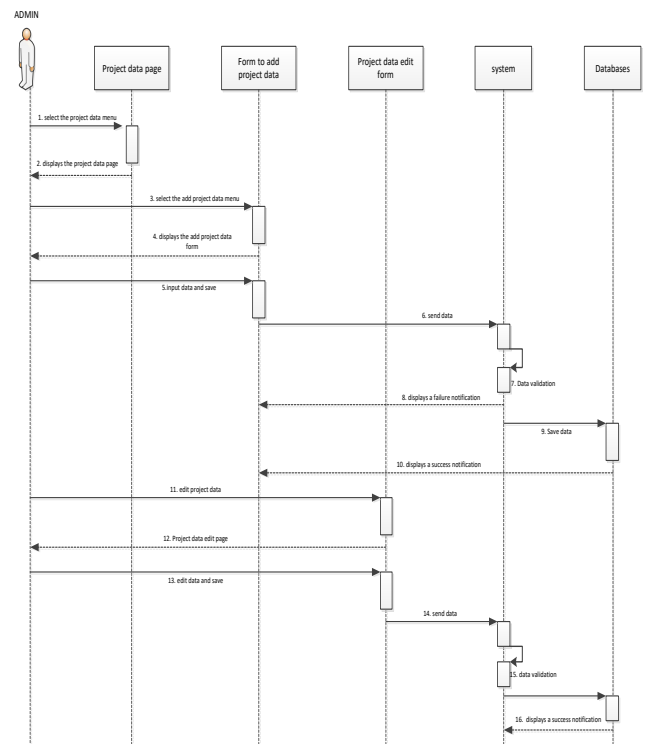 ADMIN
Project data page
Form to add
project data
Project data edit
form
system
Databases
1. select the project data menu
2. displays the project data page
3. select the add project data menu
4. displays the add project data
form
5.input data and save
6. send data
7. Data validation
8. displays a failure notification
9. Save data
10. displays a success notification
11. edit project data
12. Project data edit page
13. edit data and save
14. send data
15. data validation
16. displays a success notification